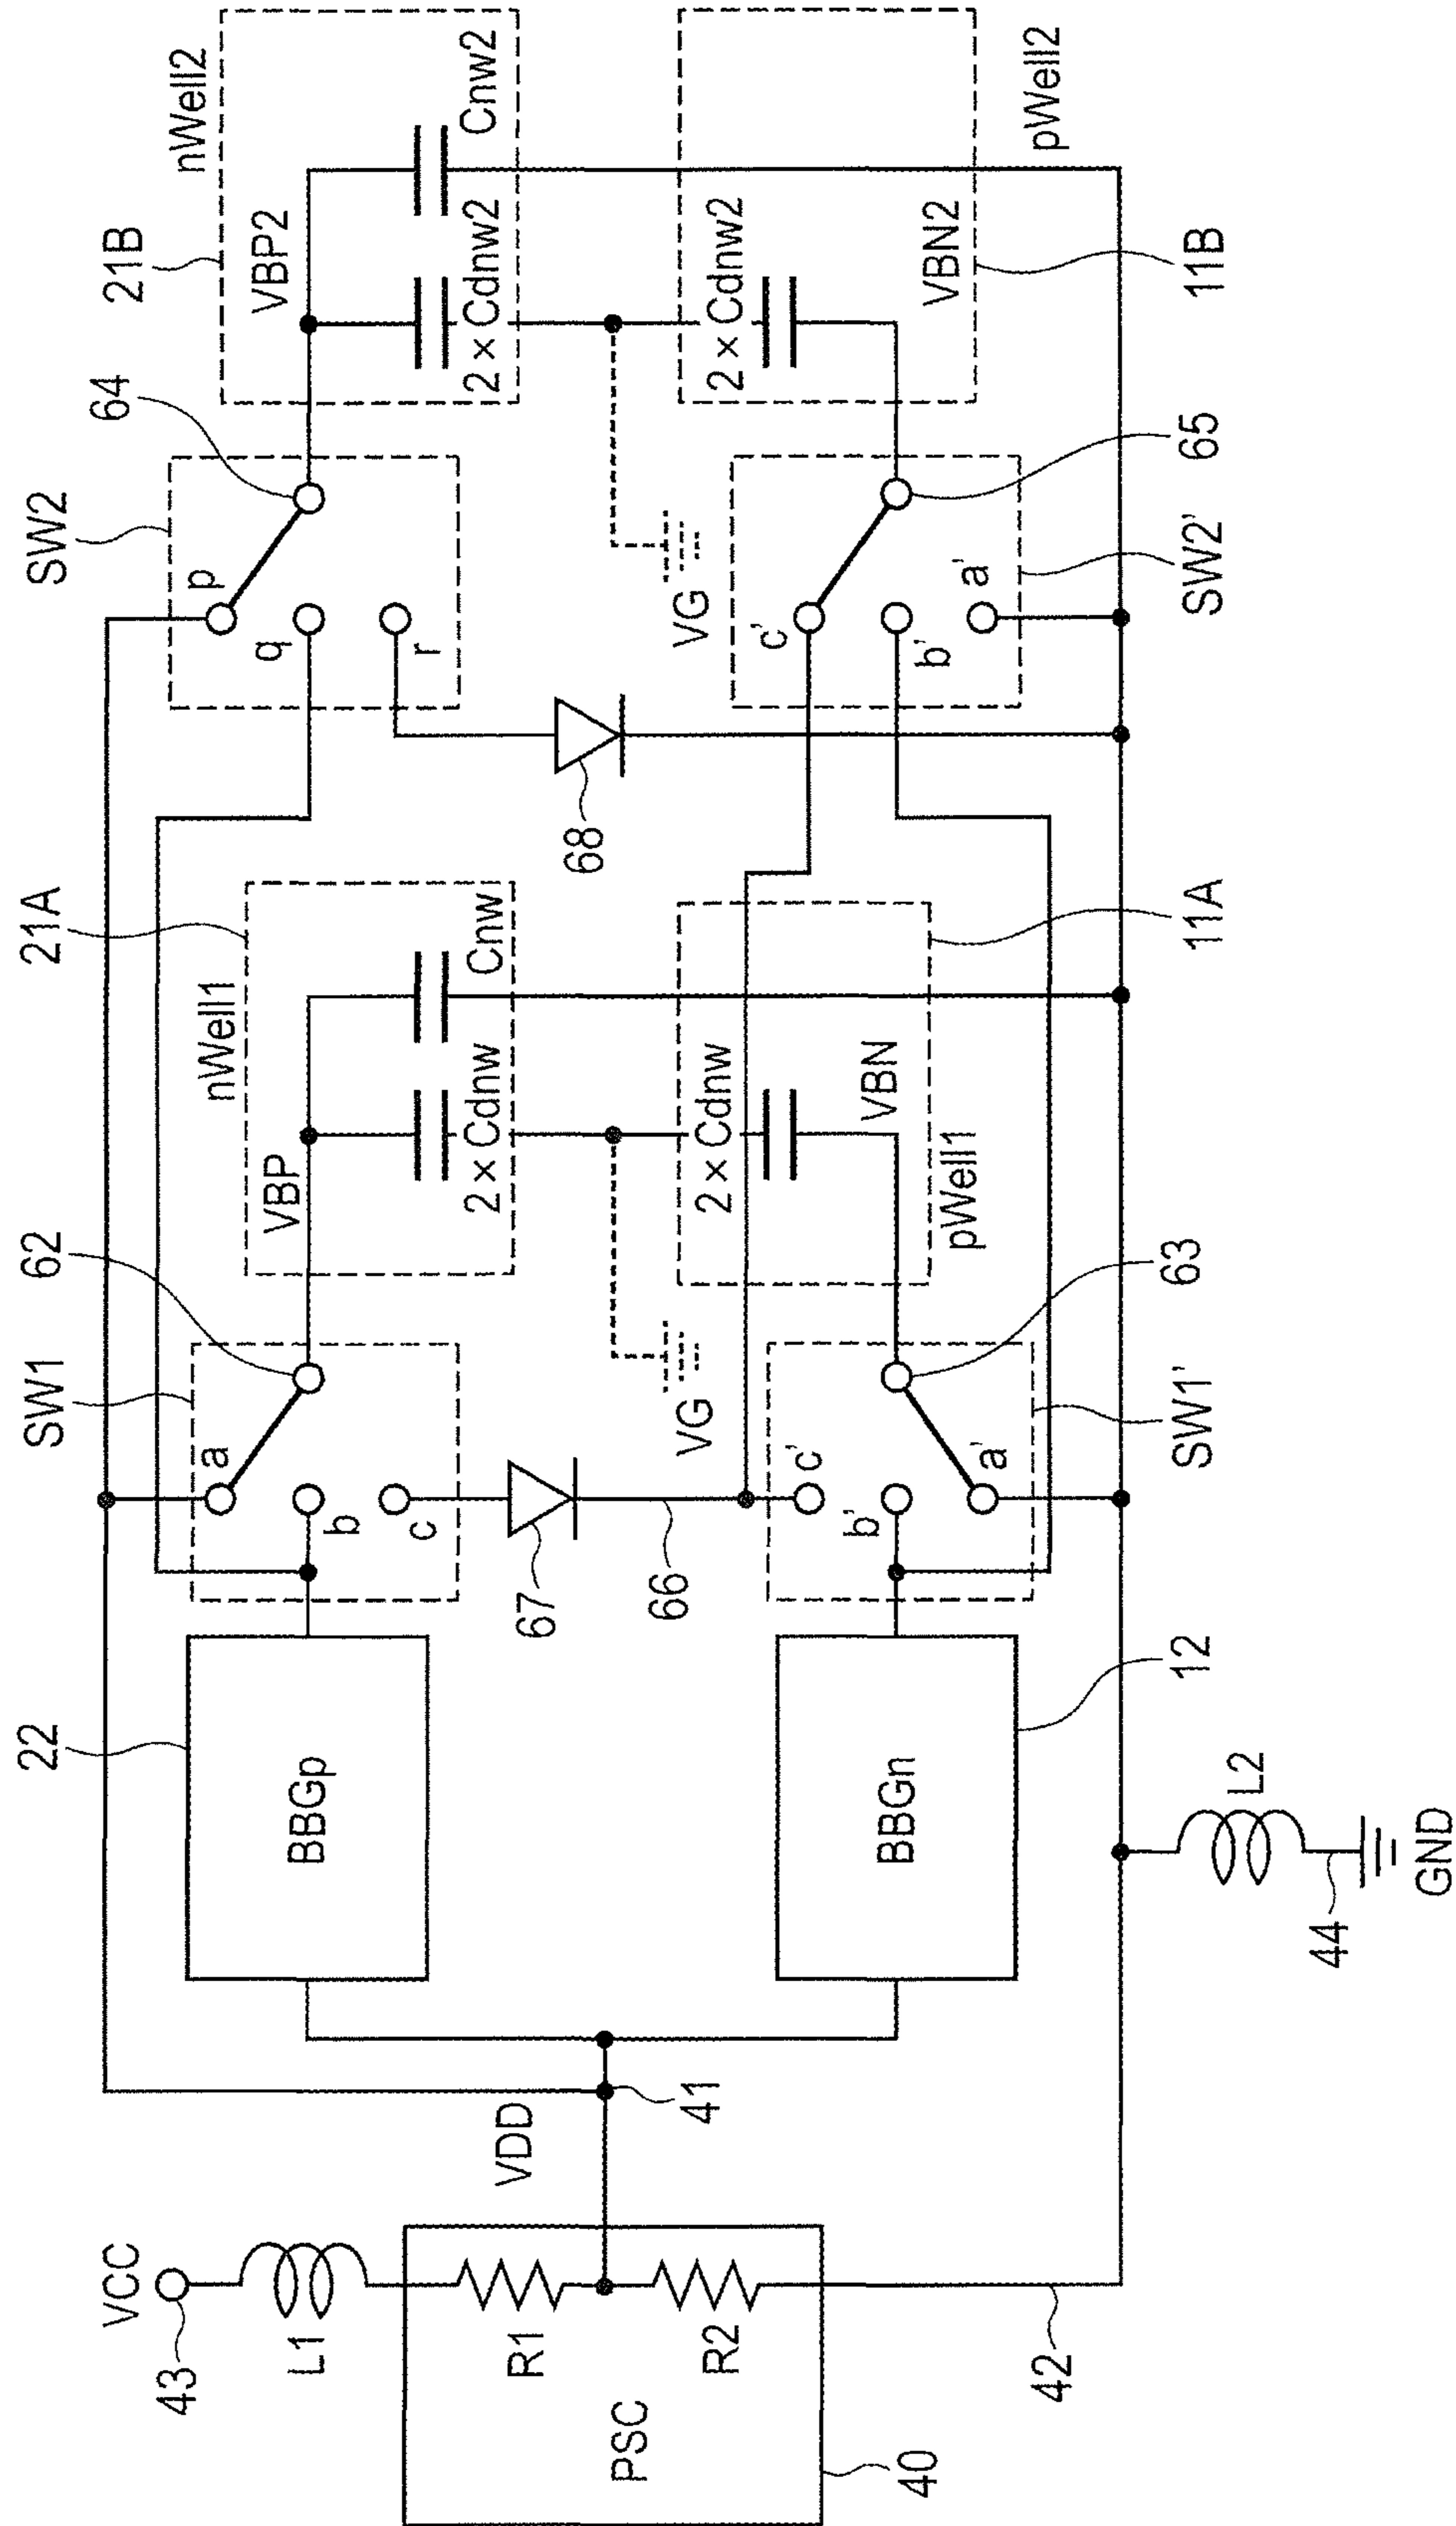 VCC
43
L1
R1
R2
PSC
40
42
VDD
41
22
BBGp
BBGn
12
L2
44
GND
SW1
62
a
b
c
67
66
c'
b'
a'
63
SW1'
21A
nWell1
VBP
2×Cdnw
Cnw
VG
2×Cdnw
VBN
pWell1
11A
68
SW2
64
p
q
r
VG
c'
b'
a'
65
SW2'
21B
nWell2
VBP2
2×Cdnw2
Cnw2
2×Cdnw2
VBN2
11B
pWell2